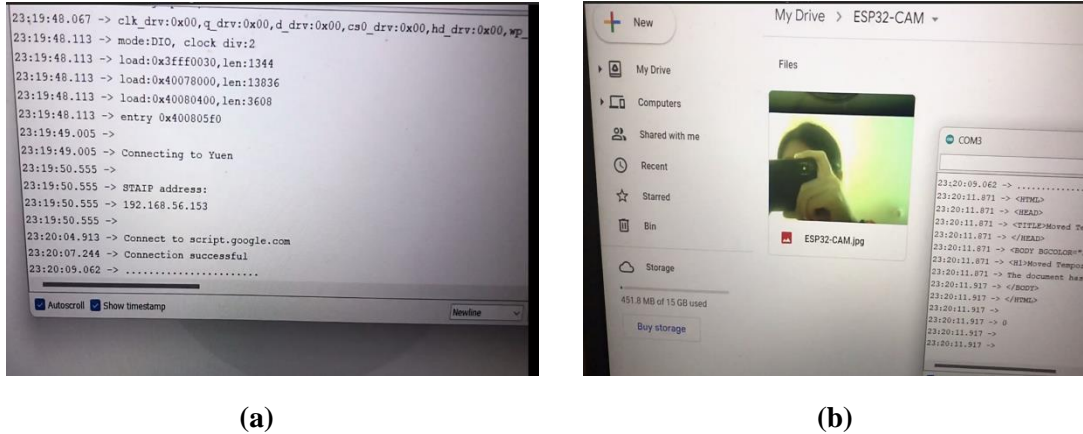 23:19:48.067 -> clk_drv:0x00,q_drv:0x00,d_drv:0x00,cs0_drv:0x00,hd_drv:0x00,wp_
23:19:48.113 -> mode:DIO, clock div:2
23:19:48.113 -> load:0x3fff0030,len:1344
23:19:48.113 -> load:0x40078000,len:13836
23:19:48.113 -> load:0x40080400,len:3608
23:19:48.113 -> entry 0x400805f0
23:19:49.005 ->
23:19:49.005 -> Connecting to Yuen
23:19:50.555 ->
23:19:50.555 -> STAIP address:
23:19:50.555 -> 192.168.56.153
23:19:50.555 ->
23:20:04.913 -> Connect to script.google.com
23:20:07.244 -> Connection successful
23:20:09.062 -> .......................
Autoscroll Show timestamp Newline
(a)
New
My Drive > ESP32-CAM
My Drive
Computers
Shared with me
Recent
Starred
Bin
Storage
451.8 MB of 15 GB used
Buy storage
Files
ESP32-CAM.jpg
COM3
23:20:09.062 -> ..............
23:20:11.871 -> <HTML>
23:20:11.871 -> <HEAD>
23:20:11.871 -> <TITLE>Moved Te
23:20:11.871 -> </HEAD>
23:20:11.871 -> <BODY BGCOLOR="
23:20:11.871 -> <H1>Moved Tempor
23:20:11.871 -> The document has
23:20:11.917 -> </BODY>
23:20:11.917 -> </HTML>
23:20:11.917 ->
23:20:11.917 -> 0
23:20:11.917 ->
23:20:11.917 ->
(b)